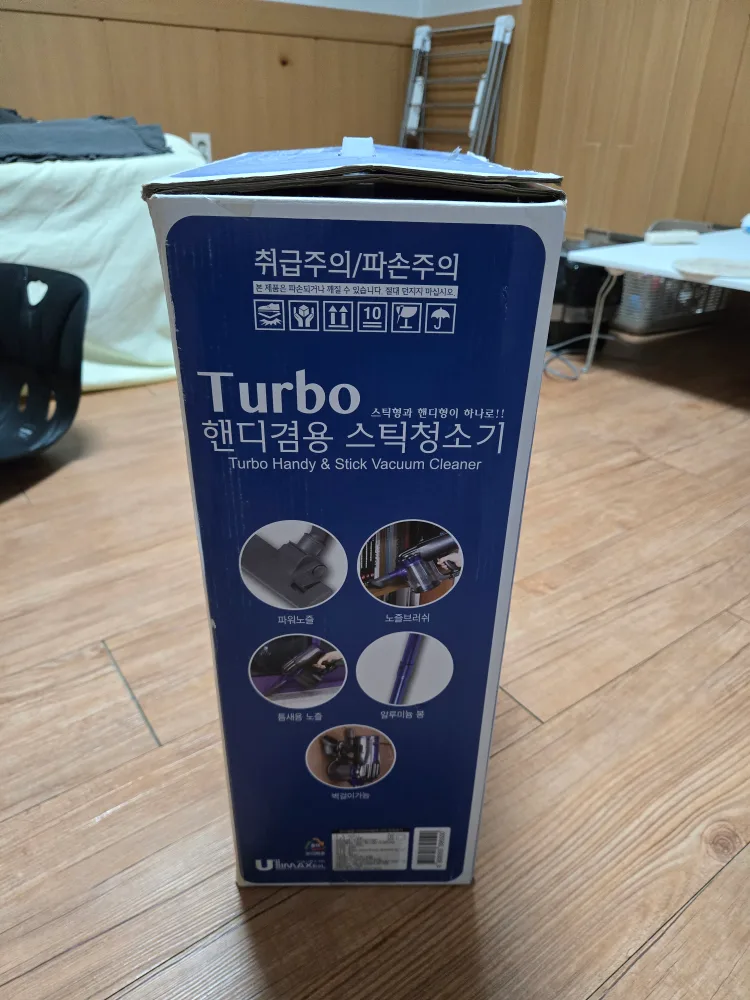 취급주의/파손주의
본 제품은 파손되거나 깨질 수 있습니다. 절대 던지지 마십시오.
10
Turbo
스틱형과 핸디형이 하나로!!
핸디겸용 스틱청소기
Turbo Handy & Stick Vacuum Cleaner
파워노즐
노즐브러쉬
틈새용 노즐
알루미늄 봉
벽걸이가능